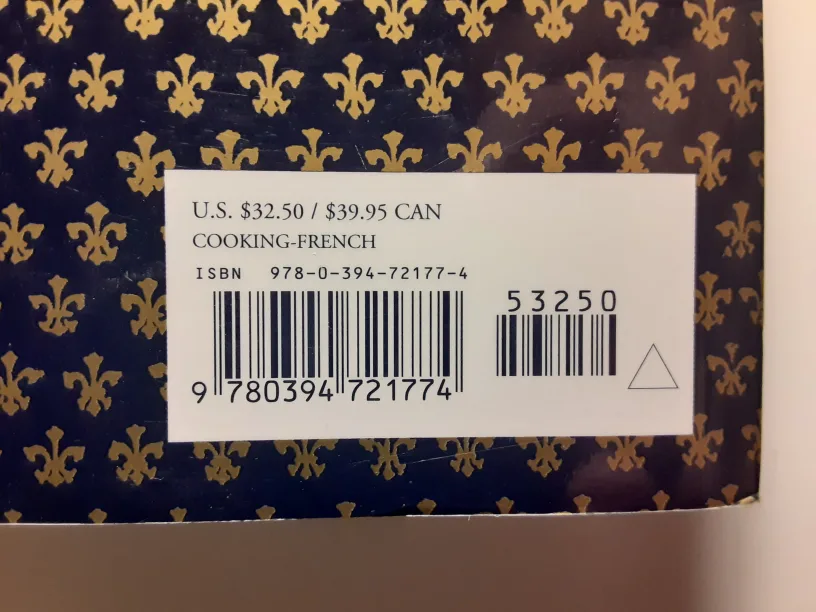 U.S. $32.50 / $39.95 CAN
COOKING-FRENCH
ISBN 978-0-394-72177-4
53250
9 780394 721774